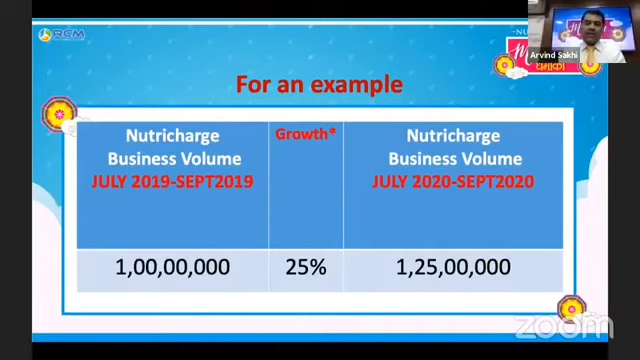 RCM
Arvind Sakhi
धमाका
For an example
Nutricharge
Business Volume
JULY 2019-SEPT2019
Growth*
Nutricharge
Business Volume
JULY 2020-SEPT2020
1,00,00,000
25%
1,25,00,000
zoom